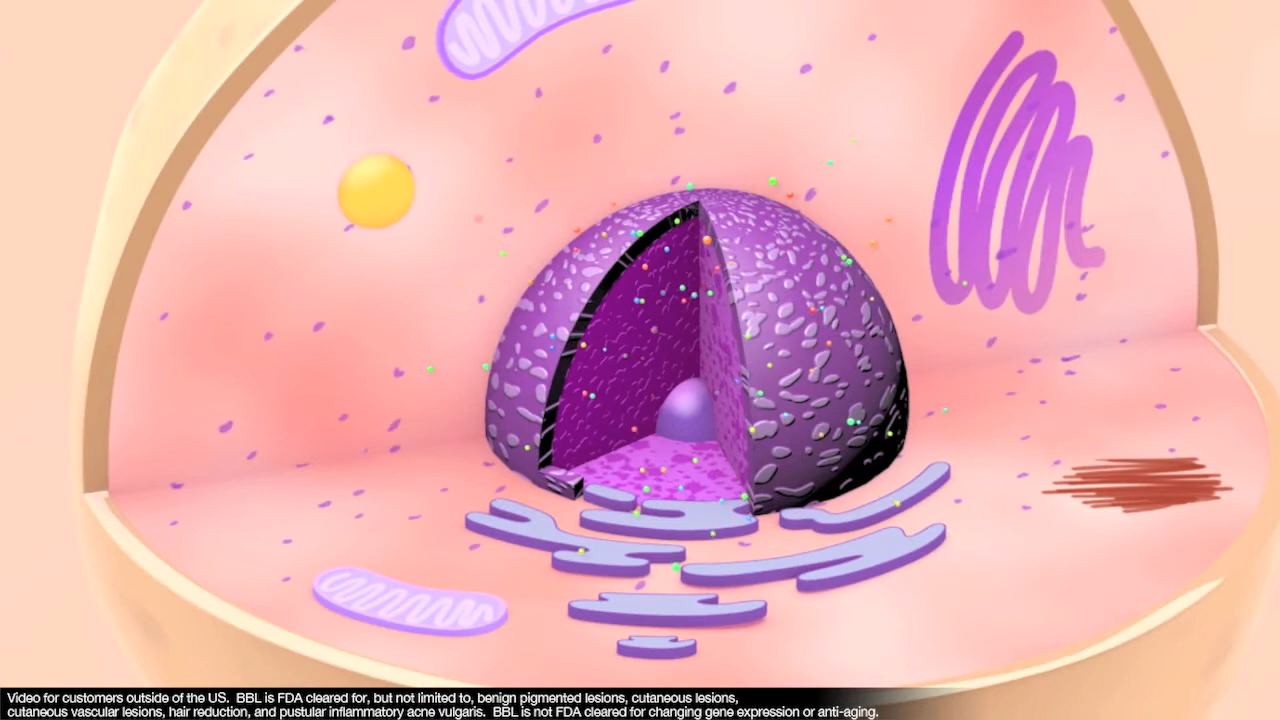 Video for customers outside of the US.  BBL is FDA cleared for, but not limited to, benign pigmented lesions, cutaneous lesions,
cutaneous vascular lesions, hair reduction, and pustular inflammatory acne vulgaris.  BBL is not FDA cleared for changing gene expression or anti-aging.